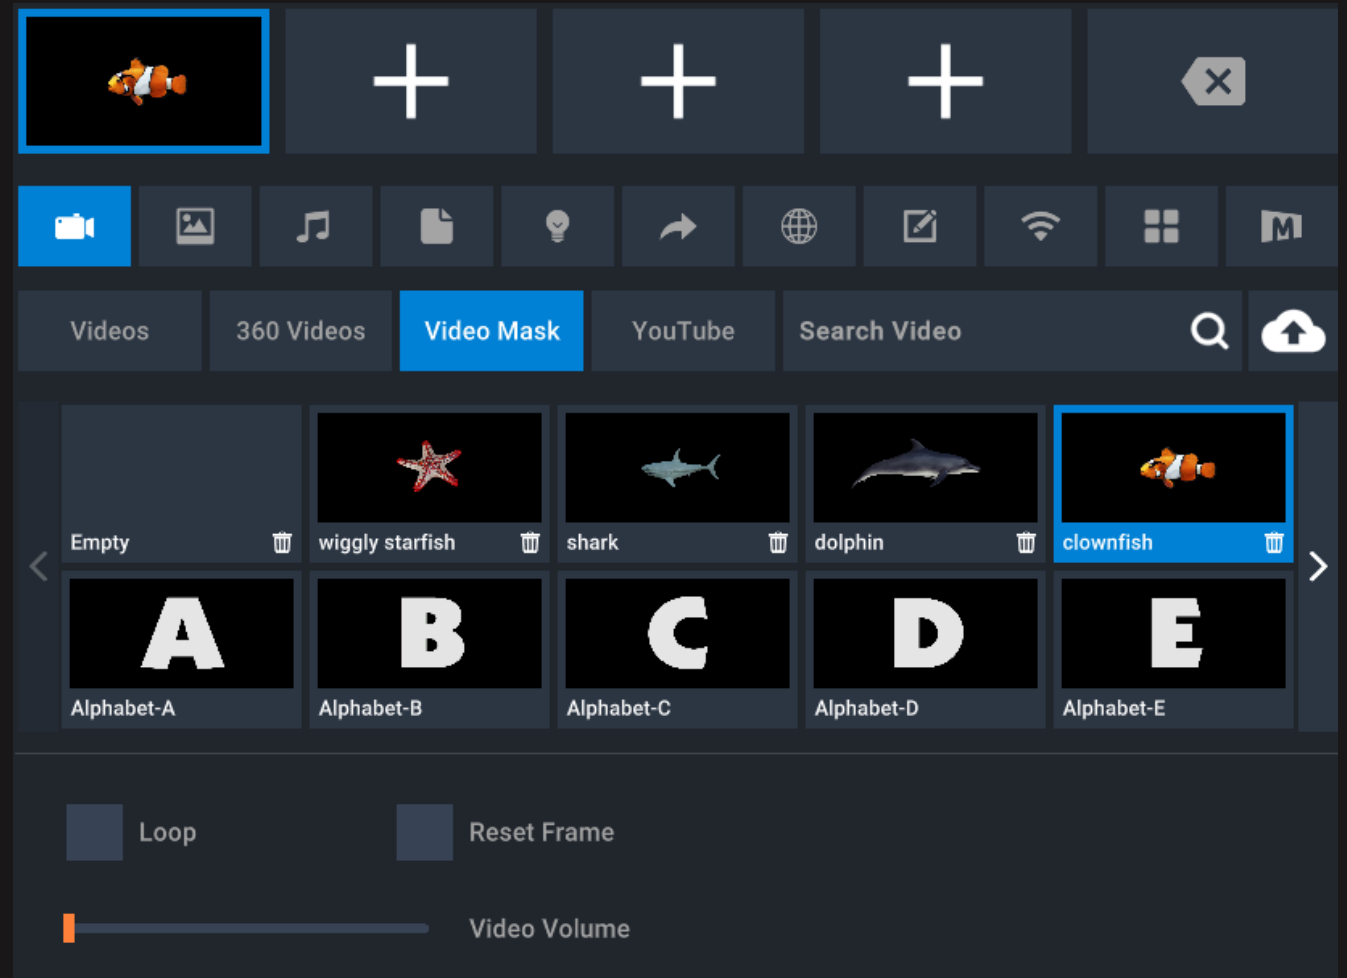 M
Videos
360 Videos
Video Mask
YouTube
Search Video
Empty
wiggly starfish
shark
dolphin
clownfish
A
B
C
D
E
Alphabet-A
Alphabet-B
Alphabet-C
Alphabet-D
Alphabet-E
Loop
Reset Frame
Video Volume